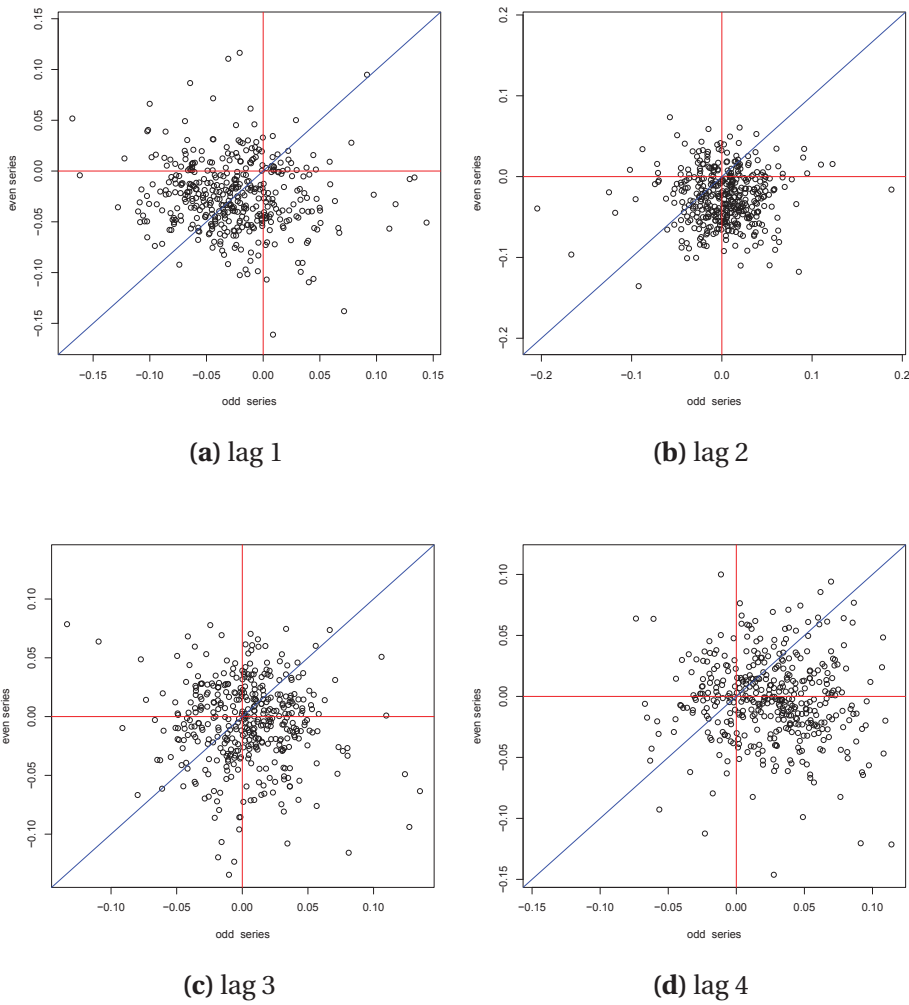 0.15
0.10
0.05
0.00
−0.05
−0.10
−0.15
even series
−0.15 −0.10 −0.05 0.00 0.05 0.10 0.15
odd series
(a) lag 1
0.2
0.1
0.0
−0.1
−0.2
even series
−0.2 −0.1 0.0 0.1 0.2
odd series
(b) lag 2
0.10
0.05
0.00
−0.05
−0.10
even series
−0.10 −0.05 0.00 0.05 0.10
odd series
(c) lag 3
0.10
0.05
0.00
−0.05
−0.10
−0.15
even series
−0.15 −0.10 −0.05 0.00 0.05 0.10
odd series
(d) lag 4